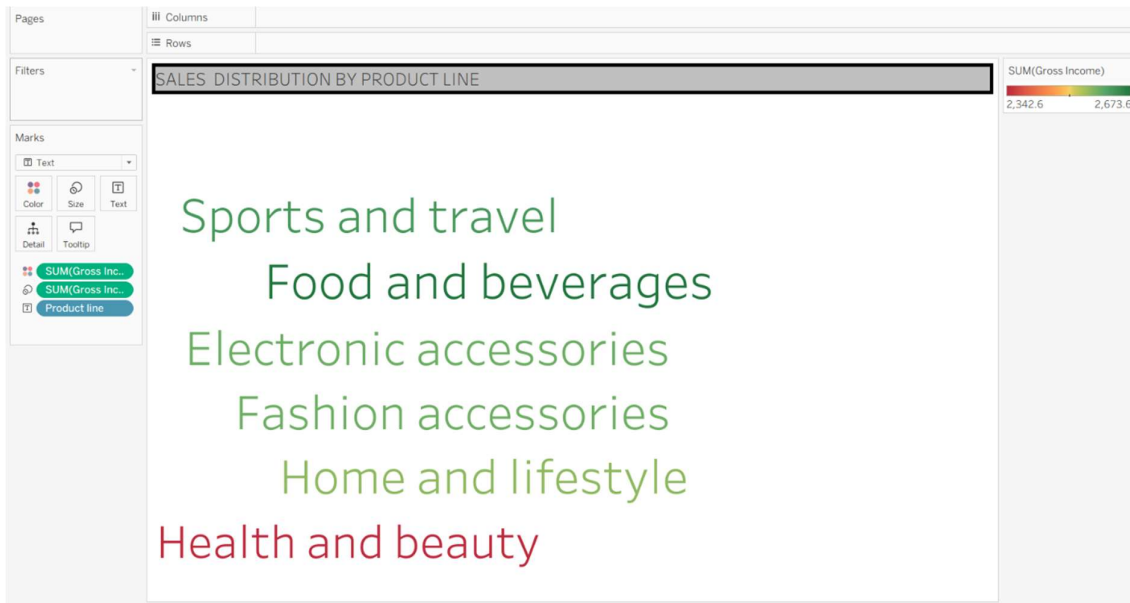 Pages
Columns
Rows
Filters
SALES DISTRIBUTION BY PRODUCT LINE
SUM(Gross Income)
2,342.6 2,673.6
Marks
Text
Color Size Text
Detail Tooltip
SUM(Gross Inc..
SUM(Gross Inc..
Product line
Sports and travel
Food and beverages
Electronic accessories
Fashion accessories
Home and lifestyle
Health and beauty